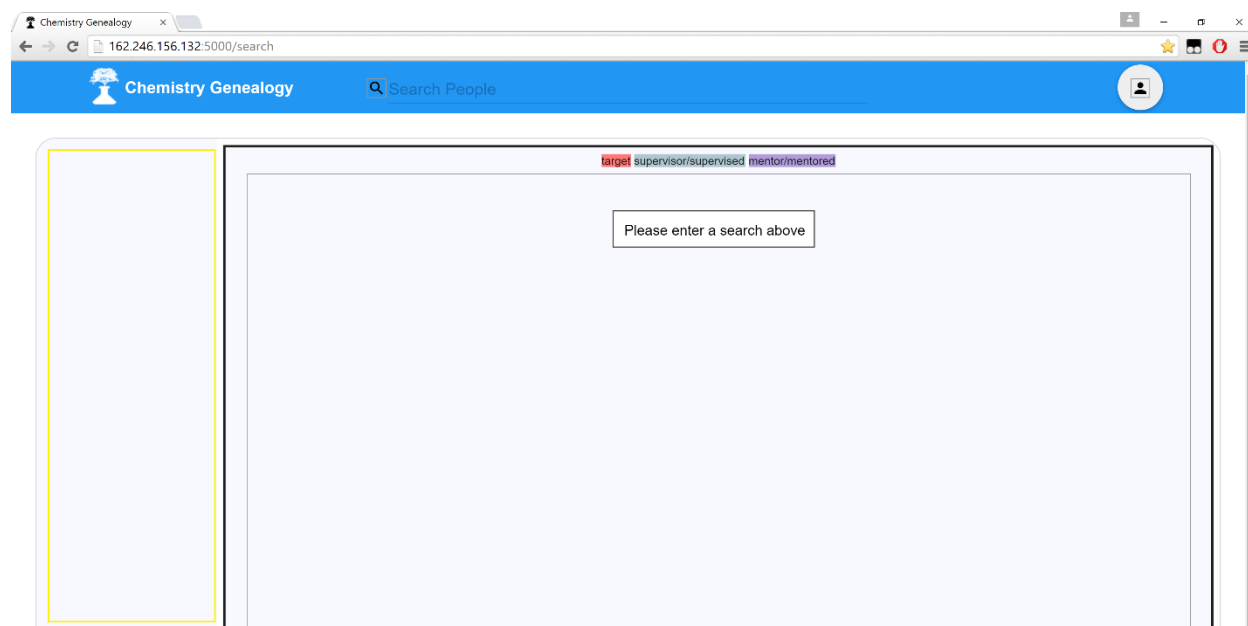 Chemistry Genealogy
162.246.156.132:5000/search
Chemistry Genealogy
Search People
target supervisor/supervised mentor/mentored
Please enter a search above